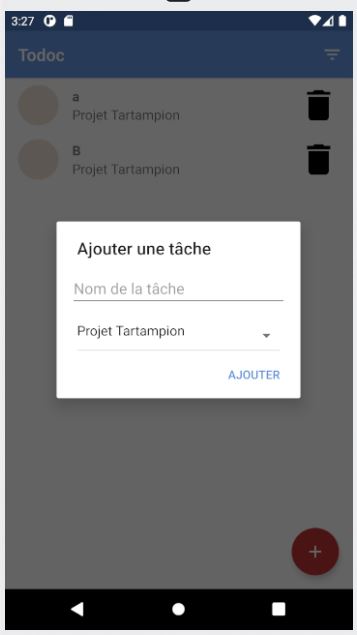 3:27
Todoc
a
Projet Tartampion
B
Projet Tartampion
Ajouter une tâche
Nom de la tâche
Projet Tartampion
AJOUTER
+